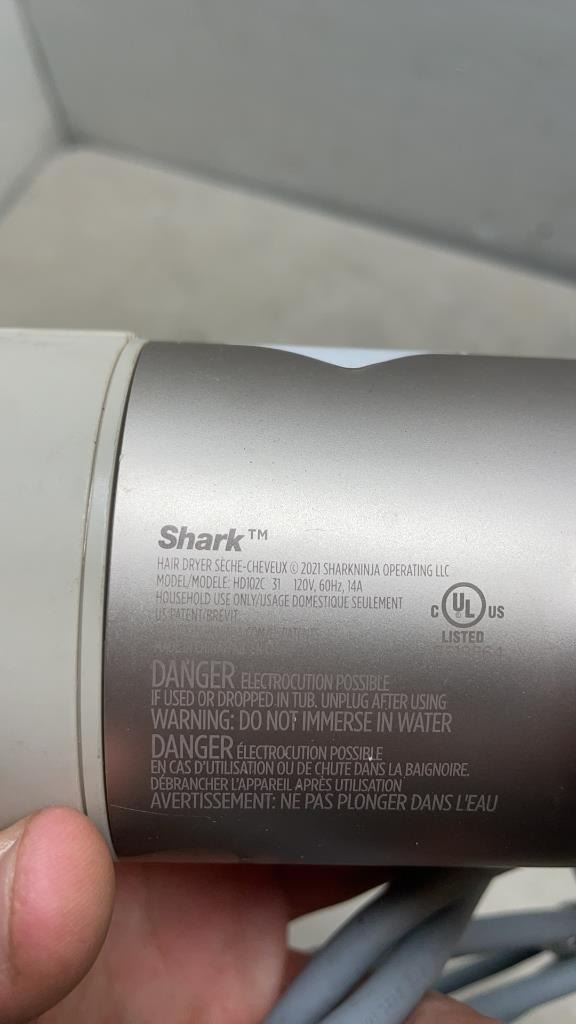 Shark™
HAIR DRYER SÈCHE-CHEVEUX © 2021 SHARKNINJA OPERATING LLC
MODEL/MODELE: HD102C 31 120V, 60Hz, 14A
HOUSEHOLD USE ONLY/USAGE DOMESTIQUE SEULEMENT
US PATENT/BREVET:
C UL US
LISTED
DANGER ELECTROCUTION POSSIBLE
IF USED OR DROPPED IN TUB. UNPLUG AFTER USING
WARNING: DO NOT IMMERSE IN WATER
DANGER ÉLECTROCUTION POSSIBLE
EN CAS D'UTILISATION OU DE CHUTE DANS LA BAIGNOIRE.
DÉBRANCHER L'APPAREIL APRÈS UTILISATION
AVERTISSEMENT: NE PAS PLONGER DANS L'EAU